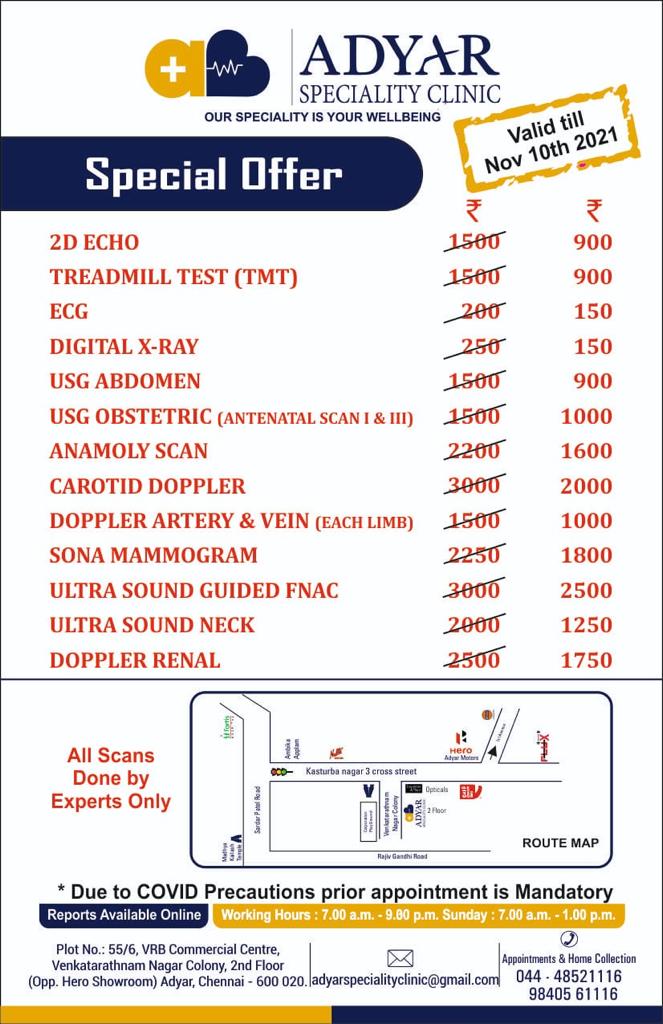 ADYAR
SPECIALITY CLINIC
OUR SPECIALITY IS YOUR WELLBEING
Valid till
Nov 10th 2021
Special Offer
₹ ₹
2D ECHO 1500 900
TREADMILL TEST (TMT) 1500 900
ECG 200 150
DIGITAL X-RAY 250 150
USG ABDOMEN 1500 900
USG OBSTETRIC (ANTENATAL SCAN I & III) 1500 1000
ANAMOLY SCAN 2200 1600
CAROTID DOPPLER 3000 2000
DOPPLER ARTERY & VEIN (EACH LIMB) 1500 1000
SONA MAMMOGRAM 2250 1800
ULTRA SOUND GUIDED FNAC 3000 2500
ULTRA SOUND NECK 2000 1250
DOPPLER RENAL 2500 1750
All Scans
Done by
Experts Only
Fortis
Ambika
Applam
Hero
Adyar Motors
Kasturba nagar 3 cross street
Sardar Patel Road
Madhya
Kailash
Temple
Venkatarathnam
Nagar Colony
Opticals
ADYAR
2 Floor
Rajiv Gandhi Road
ROUTE MAP
* Due to COVID Precautions prior appointment is Mandatory
Reports Available Online
Working Hours : 7.00 a.m. - 9.00 p.m. Sunday : 7.00 a.m. - 1.00 p.m.
Plot No.: 55/6, VRB Commercial Centre,
Venkatarathnam Nagar Colony, 2nd Floor
(Opp. Hero Showroom) Adyar, Chennai - 600 020.
adyarspecialityclinic@gmail.com
Appointments & Home Collection
044 - 48521116
98405 61116